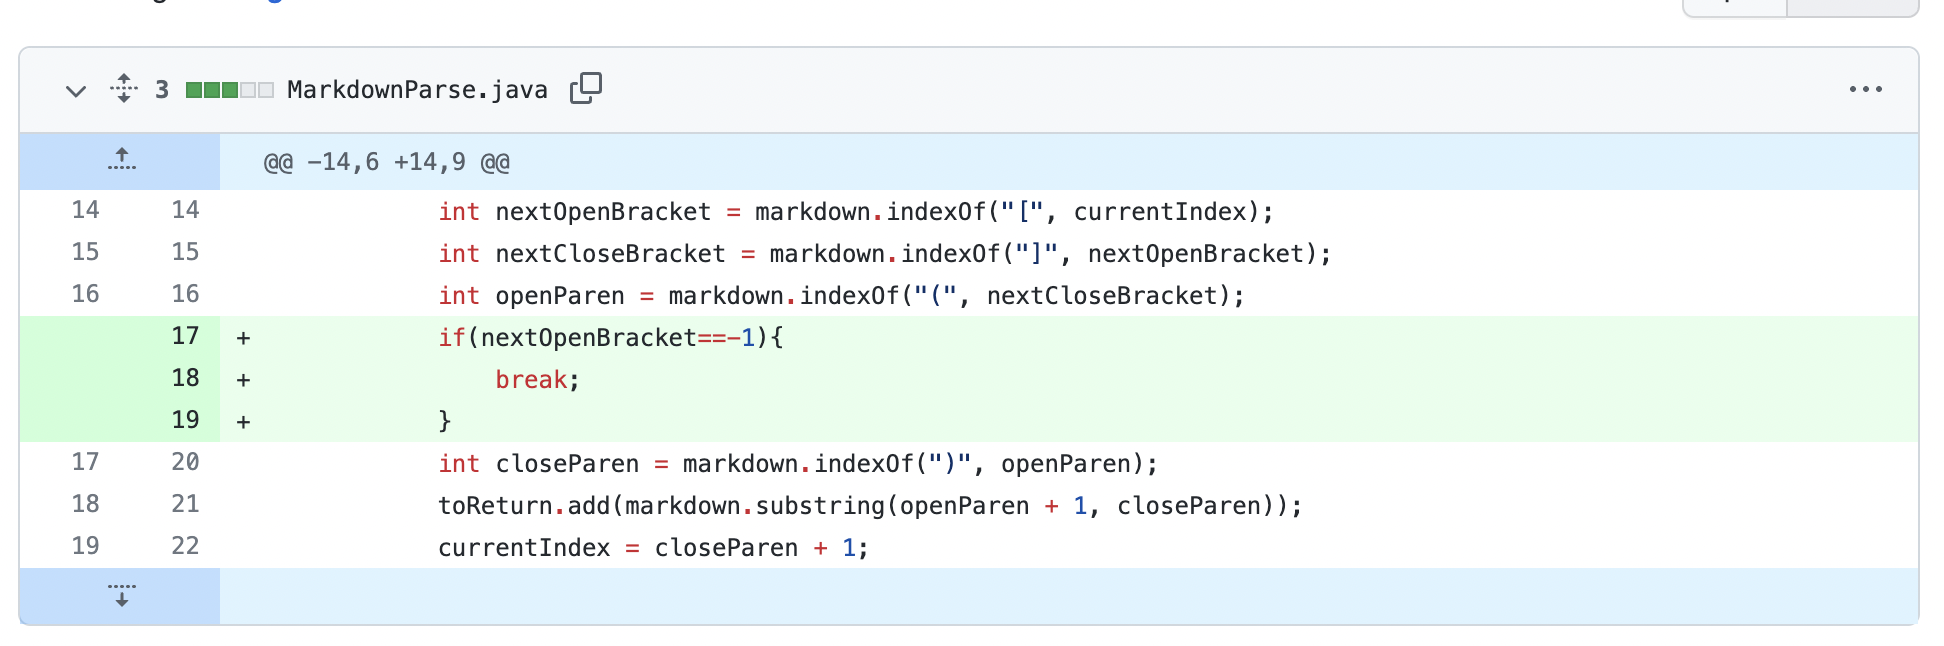 3 MarkdownParse.java
@@ -14,6 +14,9 @@
14 14 int nextOpenBracket = markdown.indexOf("[", currentIndex);
15 15 int nextCloseBracket = markdown.indexOf("]", nextOpenBracket);
16 16 int openParen = markdown.indexOf("(", nextCloseBracket);
17 + if(nextOpenBracket==-1){
18 + break;
19 + }
17 20 int closeParen = markdown.indexOf(")", openParen);
18 21 toReturn.add(markdown.substring(openParen + 1, closeParen));
19 22 currentIndex = closeParen + 1;